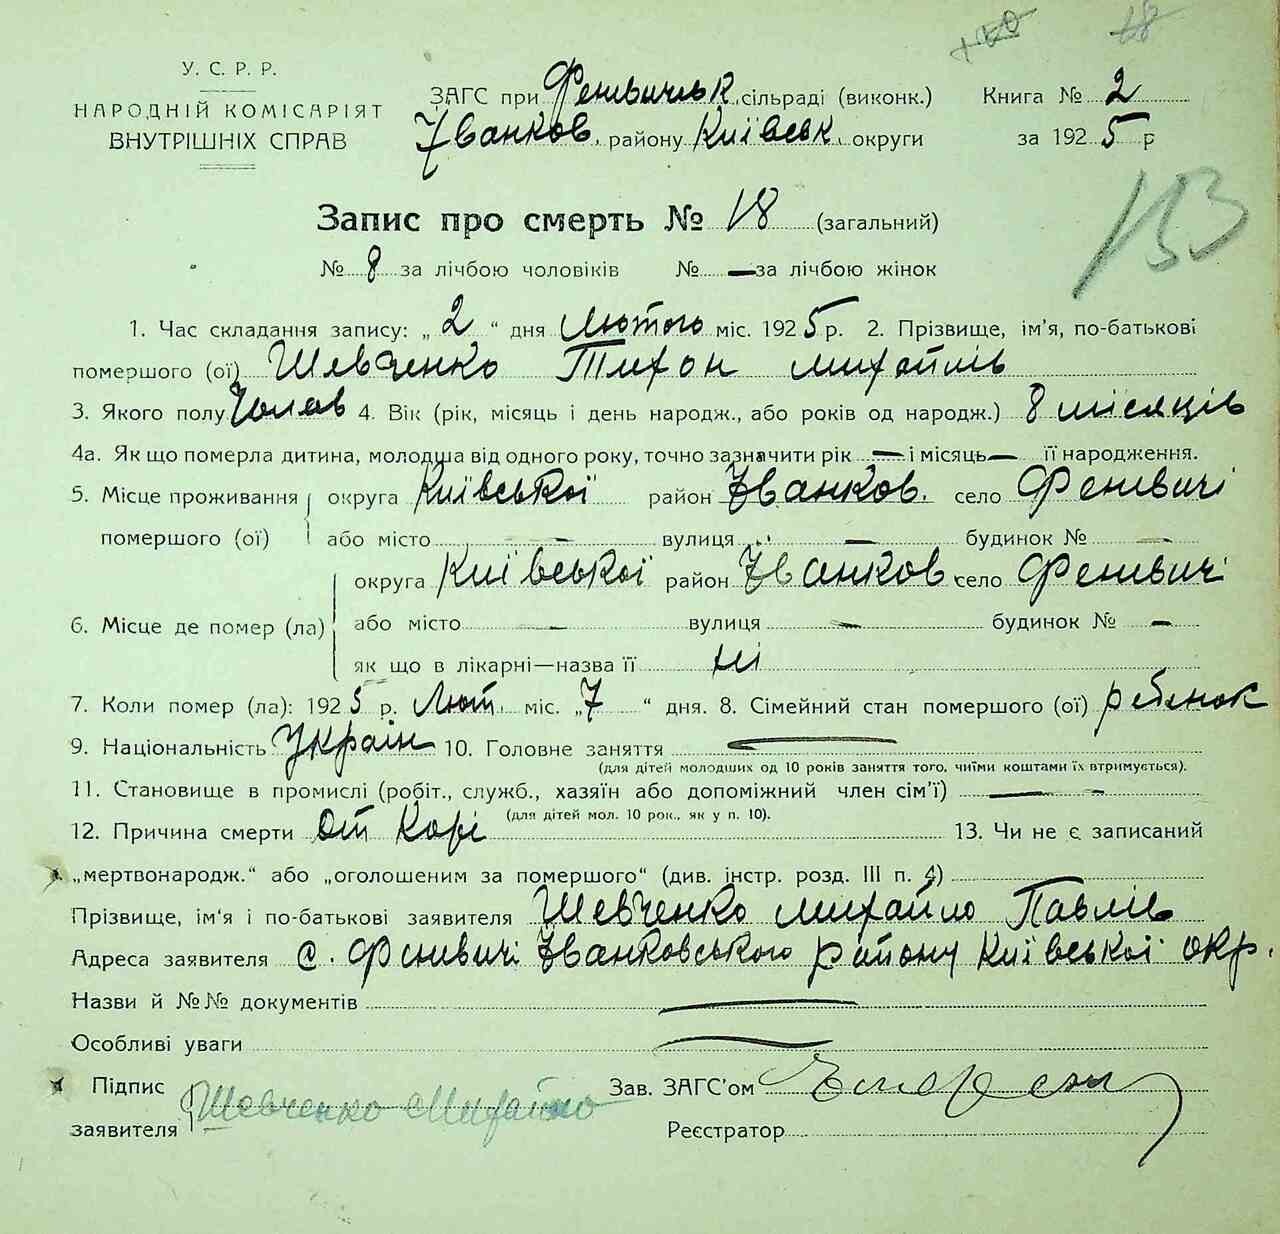 18
У. С. Р. Р.
НАРОДНІЙ КОМІСАРІЯТ
ВНУТРІШНІХ СПРАВ
ЗАГС при Феневицьк. сільраді (виконк.)
Іванков. району Київськ. округи
Книга № 2
за 1925 р
153
Запис про смерть № 18 (загальний)
№ 8 за лічбою чоловіків № — за лічбою жінок
1. Час складання запису: „ 2 “ дня Лютого міс. 1925 р. 2. Прізвище, ім'я, по-батькові
помершого (ої) Шевченко Тихон Михайлів
3. Якого полу Чолов 4. Вік (рік, місяць і день народж., або років од народж.) 8 місяців
4а. Як що померла дитина, молодша від одного року, точно зазначити рік — і місяць — її народження.
5. Місце проживання помершого (ої) округа Київської район Іванков. село Феневичі
або місто — вулиця — будинок № —
6. Місце де помер (ла) округа Київської район Іванков. село Феневичі
або місто — вулиця — будинок № —
як що в лікарні—назва її ні
7. Коли помер (ла): 1925 р. Лют. міс. „7 “ дня. 8. Сімейний стан помершого (ої) ребенок
9. Національність Украін 10. Головне заняття —
(для дітей молодших од 10 років заняття того, чиїми коштами їх втримується).
11. Становище в промислі (робіт., служб., хазяїн або допоміжний член сім'ї) — -
(для дітей мол. 10 рок., як у п. 10).
12. Причина смерти От Корі 13. Чи не є записаний
„мертвонародж.“ або „оголошеним за помершого“ (див. інстр. розд. III п. 4)
Прізвище, ім'я і по-батькові заявителя Шевченко Михайло Павлів
Адреса заявителя с. Феневичі Іванковського району Київської окр.
Назви й №№ документів —
Особливі уваги —
Підпис заявителя Шевченко Михайло
Зав. ЗАГС'ом
Реєстратор